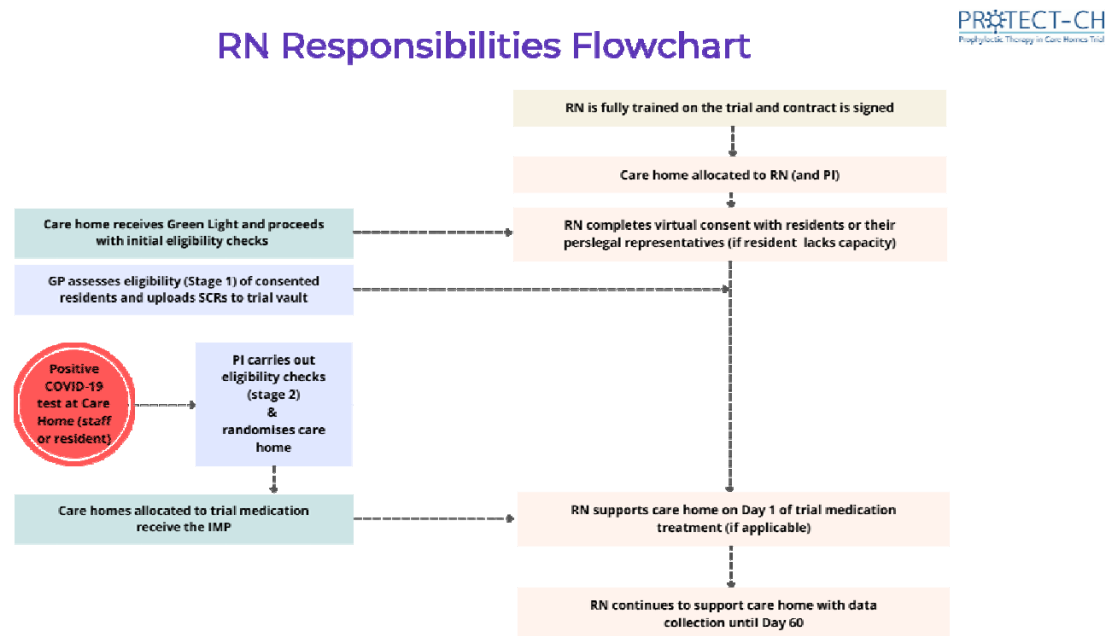 RN Responsibilities Flowchart
PROTECT-CH
Prophylactic Therapy in Care Homes Trial
RN is fully trained on the trial and contract is signed
Care home allocated to RN (and PI)
Care home receives Green Light and proceeds
with initial eligibility checks
RN completes virtual consent with residents or their
perslegal representatives (if resident lacks capacity)
GP assesses eligibility (Stage 1) of consented
residents and uploads SCRs to trial vault
Positive
COVID-19
test at Care
Home (staff
or resident)
PI carries out
eligibility checks
(stage 2)
&
randomises care
home
Care homes allocated to trial medication
receive the IMP
RN supports care home on Day 1 of trial medication
treatment (if applicable)
RN continues to support care home with data
collection until Day 60